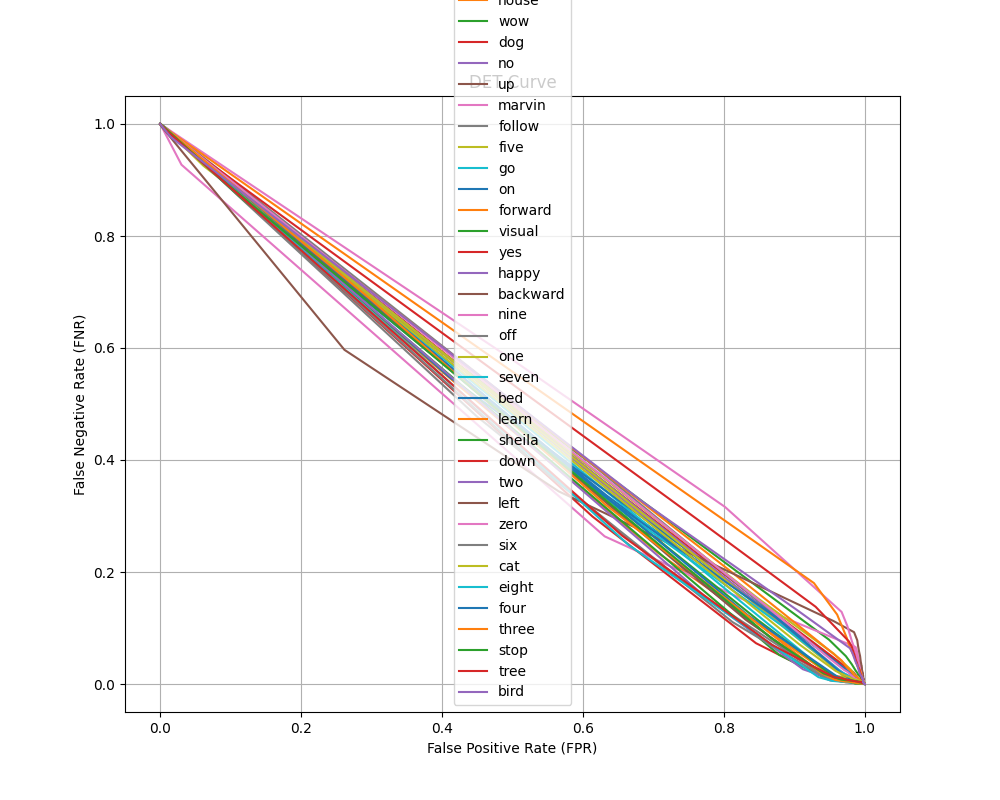 house
wow
dog
no
DET Curve
up
marvin
follow
five
go
on
forward
visual
yes
happy
backward
nine
off
one
seven
bed
learn
sheila
down
two
left
zero
six
cat
eight
four
three
stop
tree
bird
1.0
0.8
0.6
0.4
0.2
0.0
False Negative Rate (FNR)
0.0 0.2 0.4 0.6 0.8 1.0
False Positive Rate (FPR)